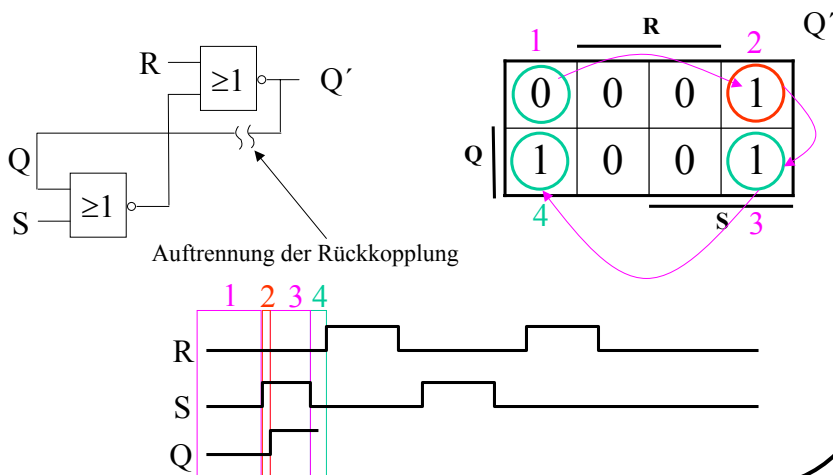 R
≥1
Q´
Q
S
≥1
Auftrennung der Rückkopplung
Q´
1
R
2
0 0 0 1
Q
1 0 0 1
4
S
3
1 2 3 4
R
S
Q